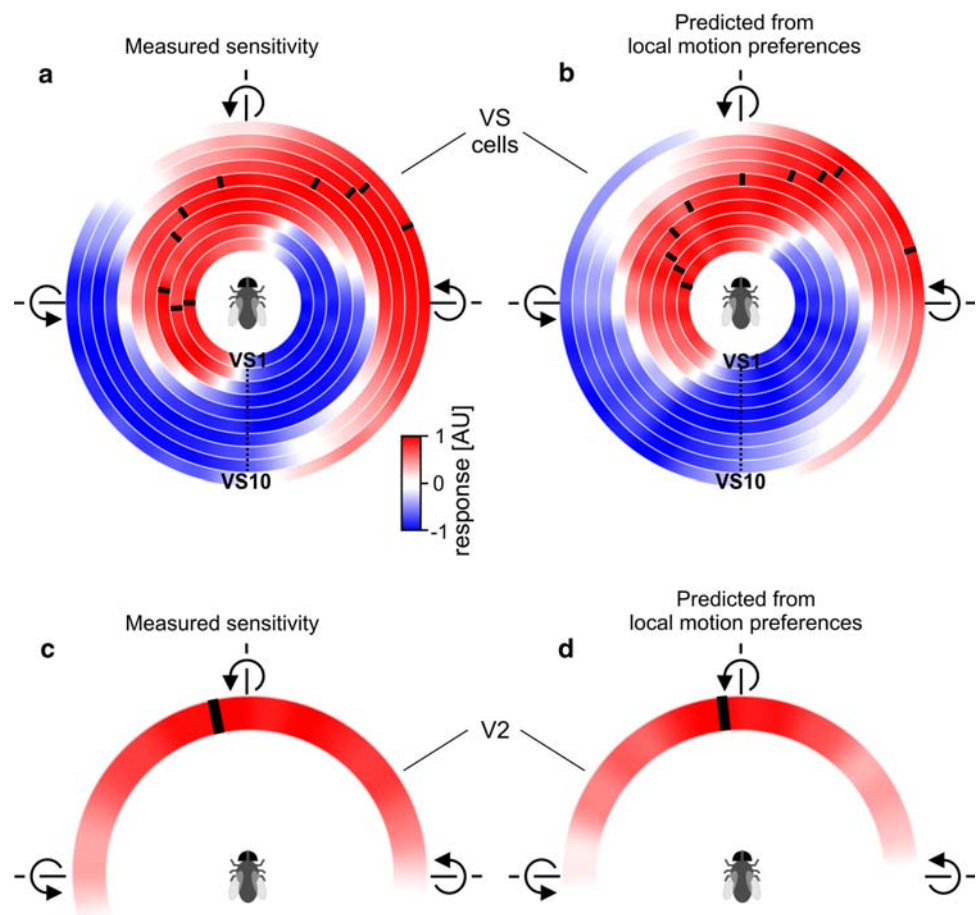 Measured sensitivity
Predicted from
local motion preferences
a
b
VS
cells
VS1
VS10
VS1
VS10
1
0
-1
response [AU]
Measured sensitivity
Predicted from
local motion preferences
c
d
V2